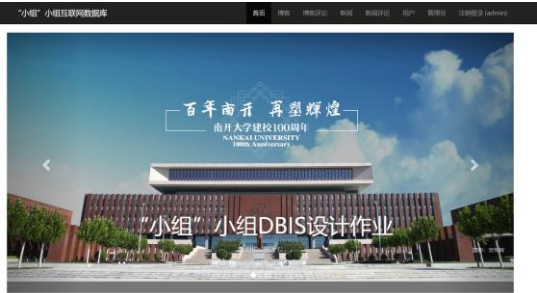 “小组”小组互联网数据库
首页 博客 博客评论 新闻 新闻评论 用户 管理员 注销登录 (admin)
百年南开 再塑辉煌
南开大学建校100周年
NANKAI UNIVERSITY
100th Anniversary
“小组”小组DBIS设计作业